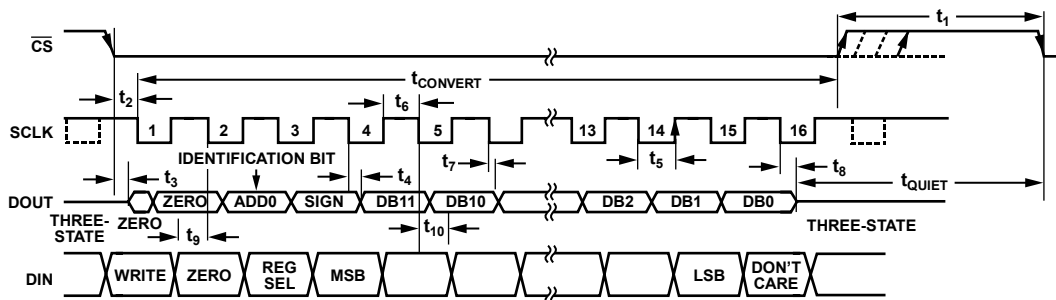 t1
CS
tCONVERT
t2
t6
SCLK
1 2 3 4 5 13 14 15 16
IDENTIFICATION BIT
t7
t5
t8
t3
t4
tQUIET
DOUT
ZERO ADD0 SIGN DB11 DB10 DB2 DB1 DB0
THREE-
STATE
ZERO
THREE-STATE
t9
t10
DIN
WRITE ZERO REG
SEL MSB LSB DON'T
CARE